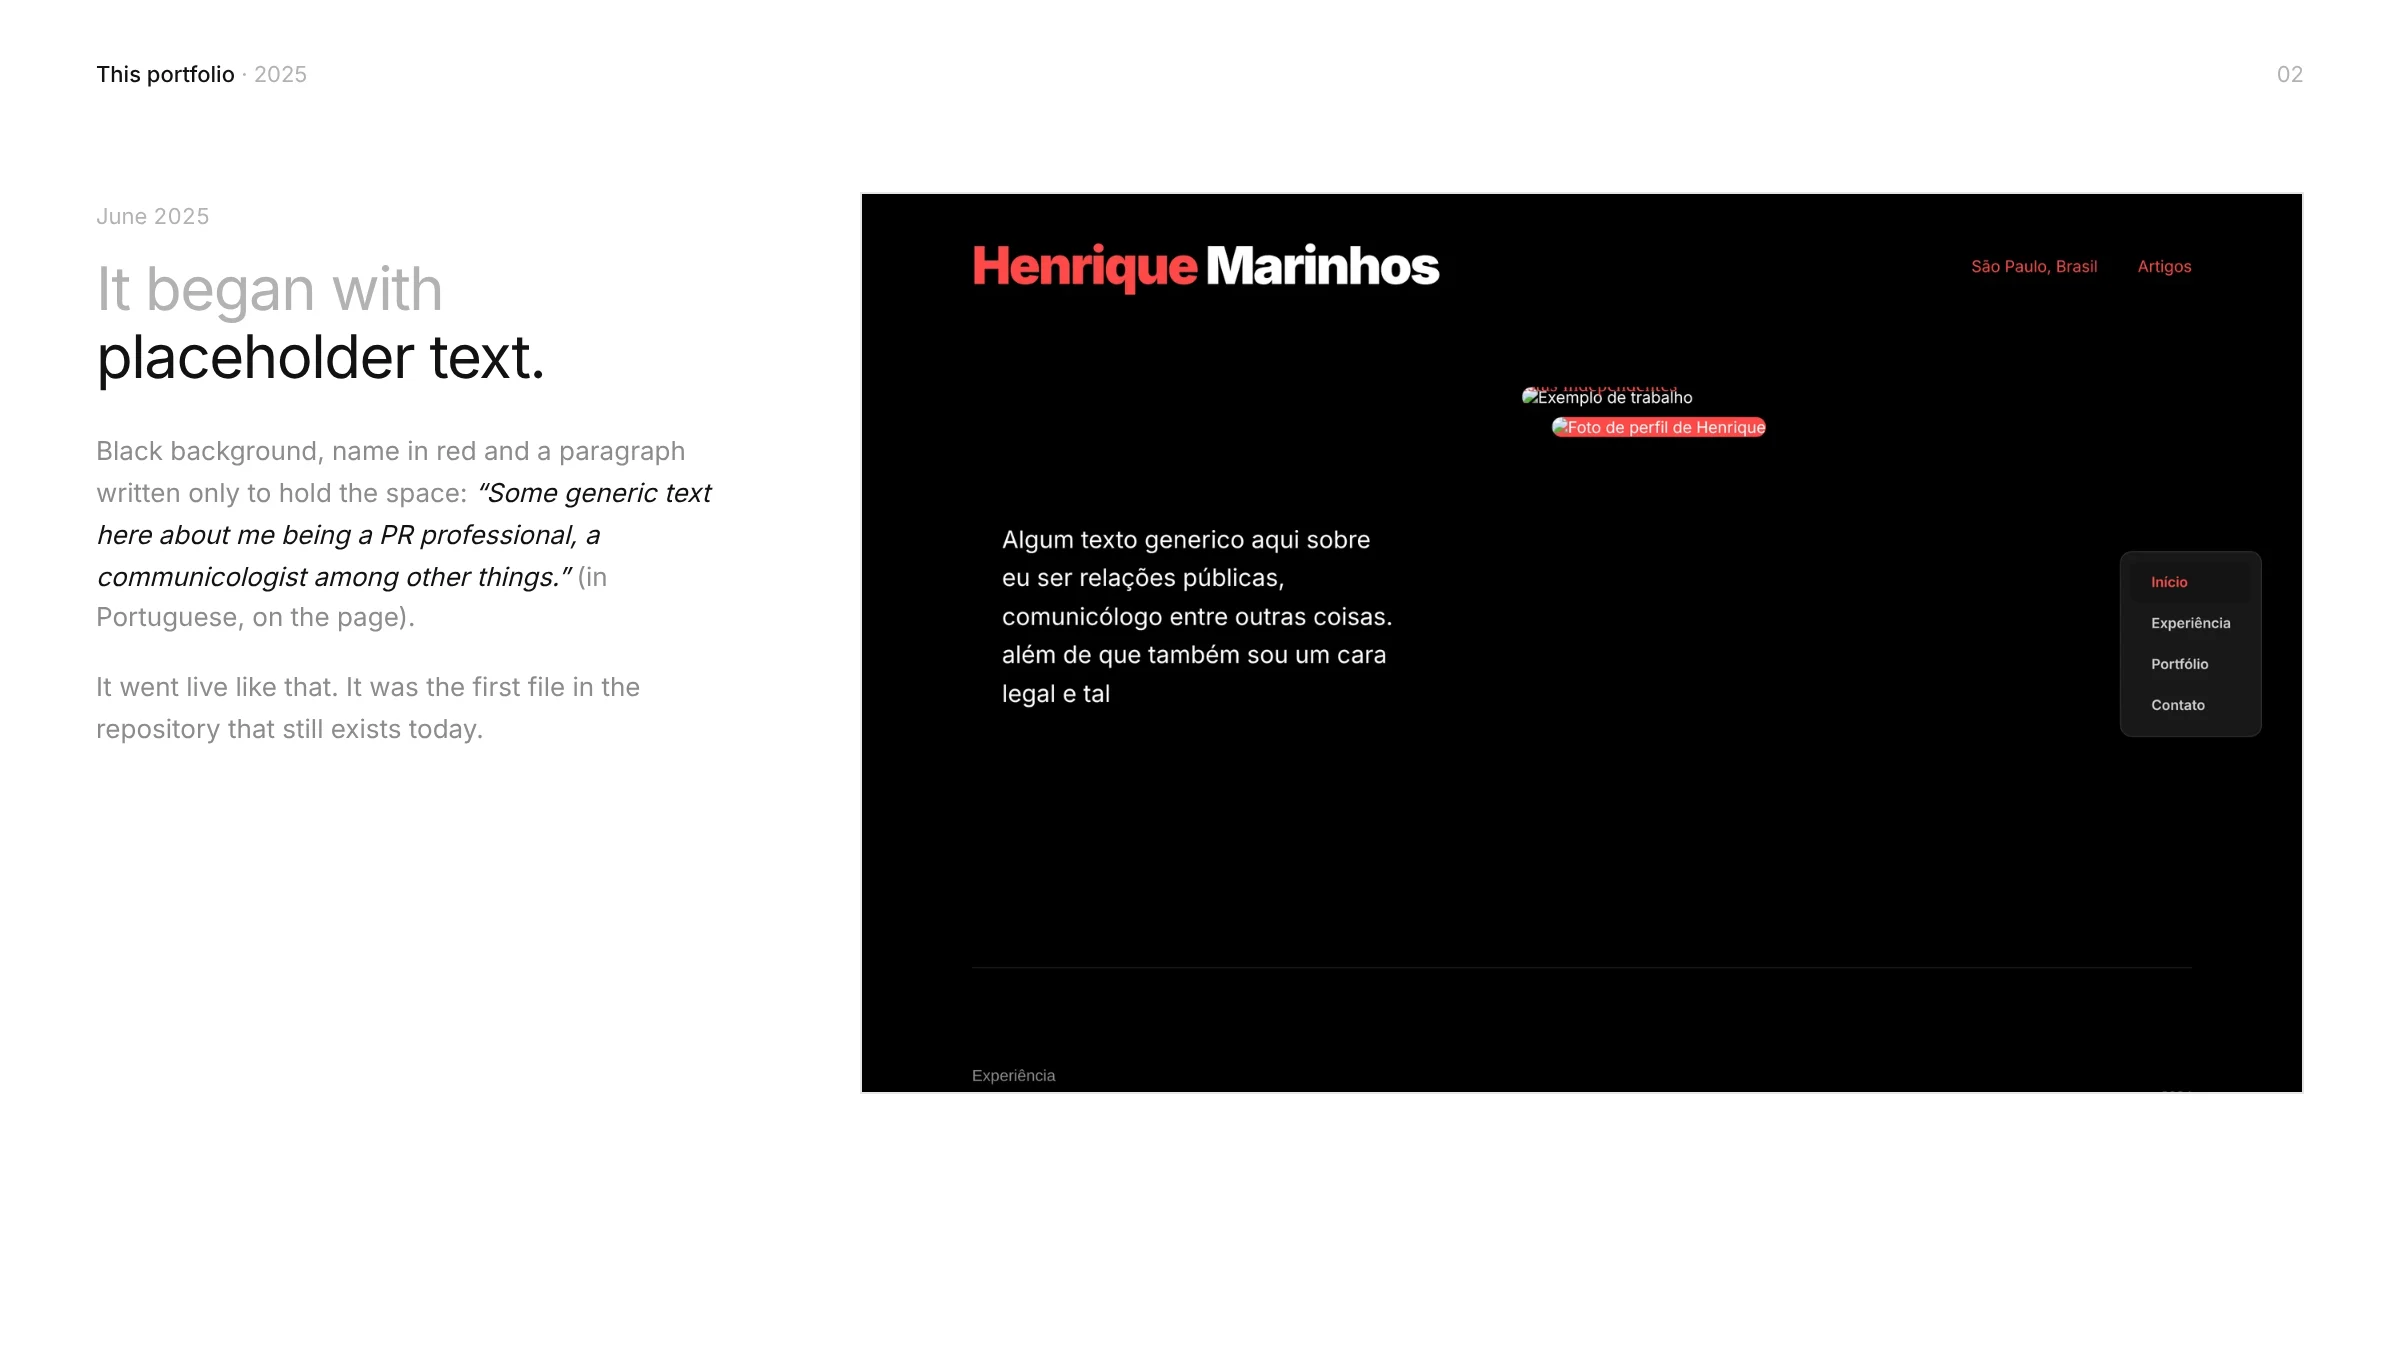 This portfolio · 2025
02
June 2025
It began with
placeholder text.
Black background, name in red and a paragraph
written only to hold the space: “Some generic text
here about me being a PR professional, a
communicologist among other things.” (in
Portuguese, on the page).
It went live like that. It was the first file in the
repository that still exists today.
Henrique Marinhos
São Paulo, Brasil
Artigos
Exemplo de trabalho
Foto de perfil de Henrique
Algum texto generico aqui sobre
eu ser relações públicas,
comunicólogo entre outras coisas.
além de que também sou um cara
legal e tal
Início
Experiência
Portfólio
Contato
Experiência